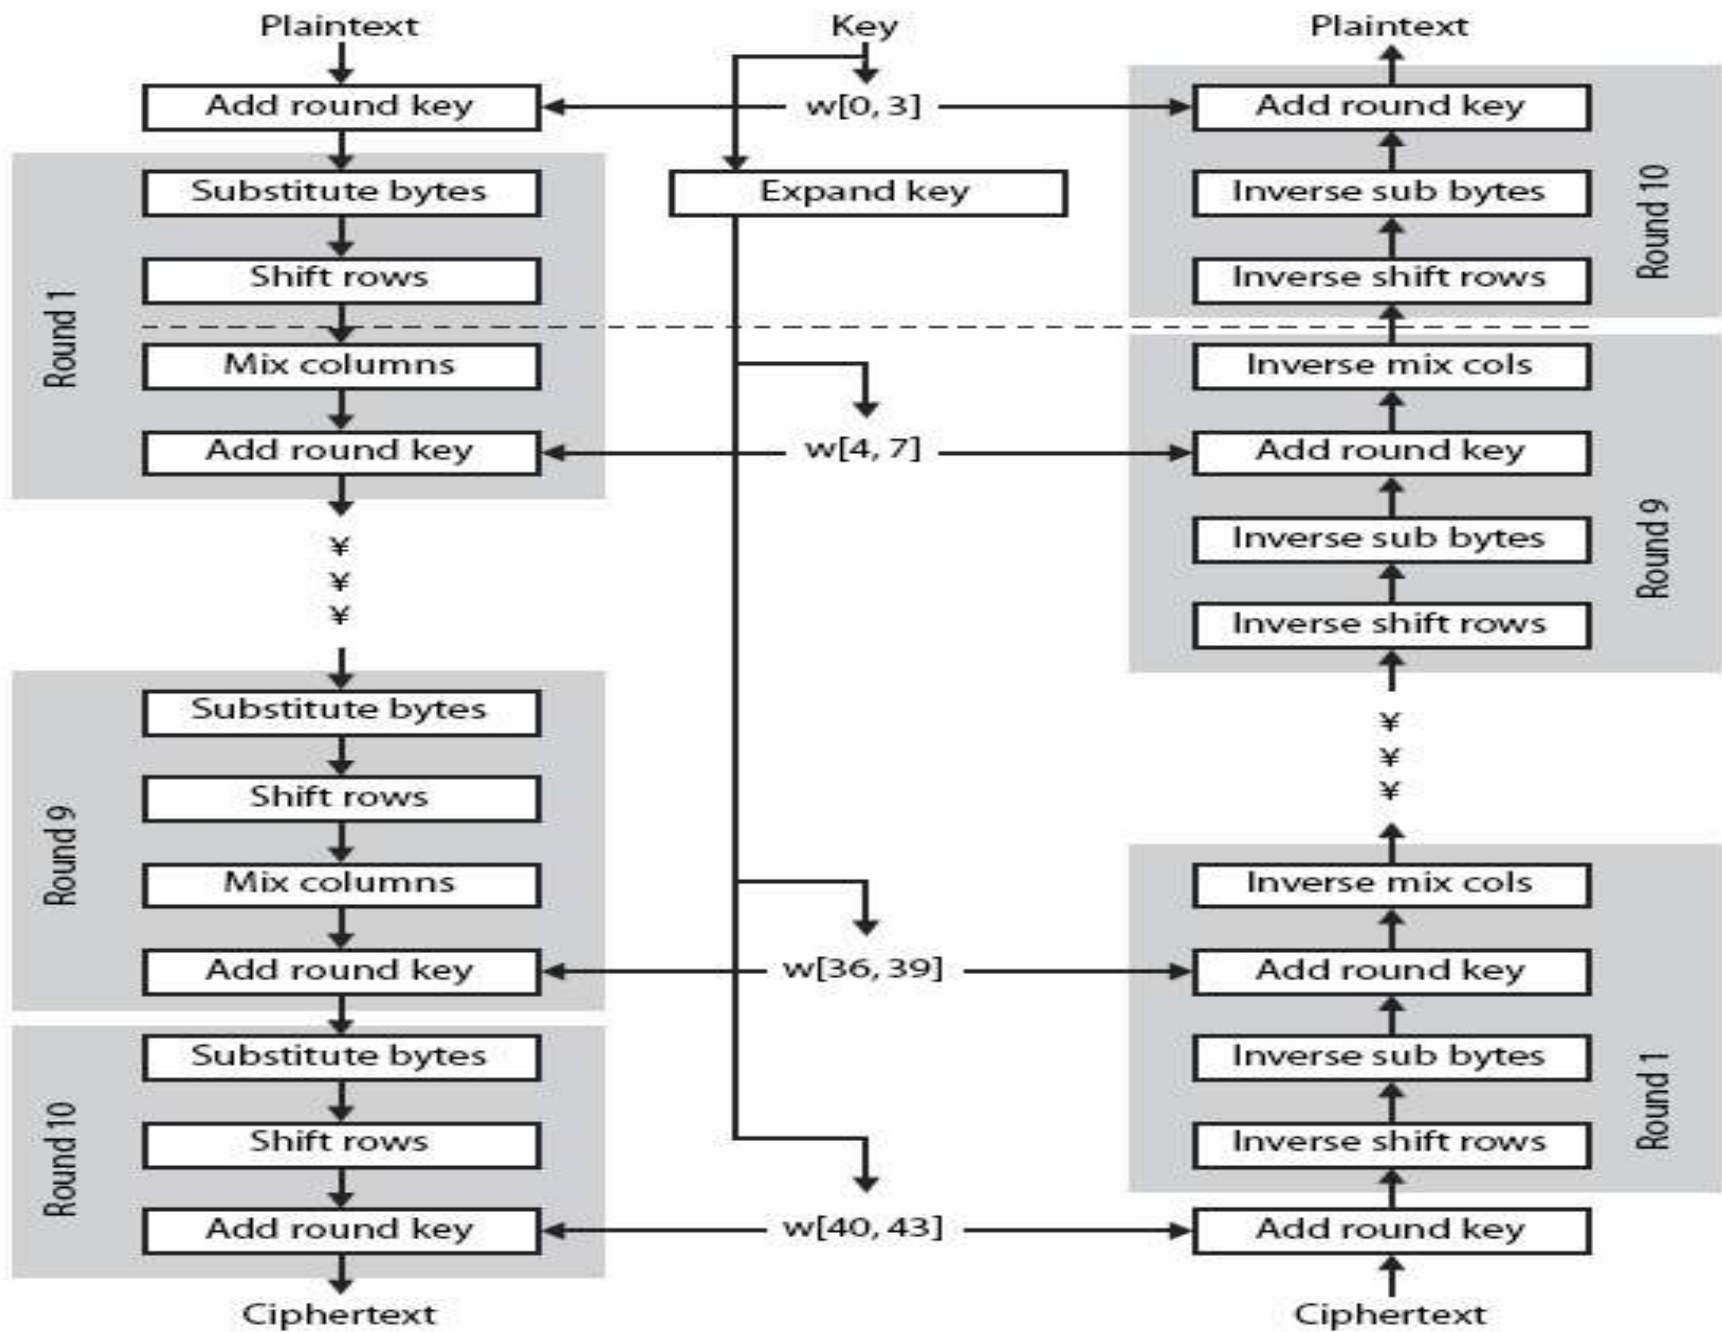 Plaintext
Add round key
Round 1
Substitute bytes
Shift rows
Mix columns
Add round key
¥
¥
¥
Round 9
Substitute bytes
Shift rows
Mix columns
Add round key
Round 10
Substitute bytes
Shift rows
Add round key
Ciphertext
Key
w[0, 3]
Expand key
w[4, 7]
w[36, 39]
w[40, 43]
Plaintext
Add round key
Inverse sub bytes
Inverse shift rows
Round 10
Inverse mix cols
Add round key
Inverse sub bytes
Inverse shift rows
Round 9
¥
¥
¥
Inverse mix cols
Add round key
Inverse sub bytes
Inverse shift rows
Round 1
Add round key
Ciphertext